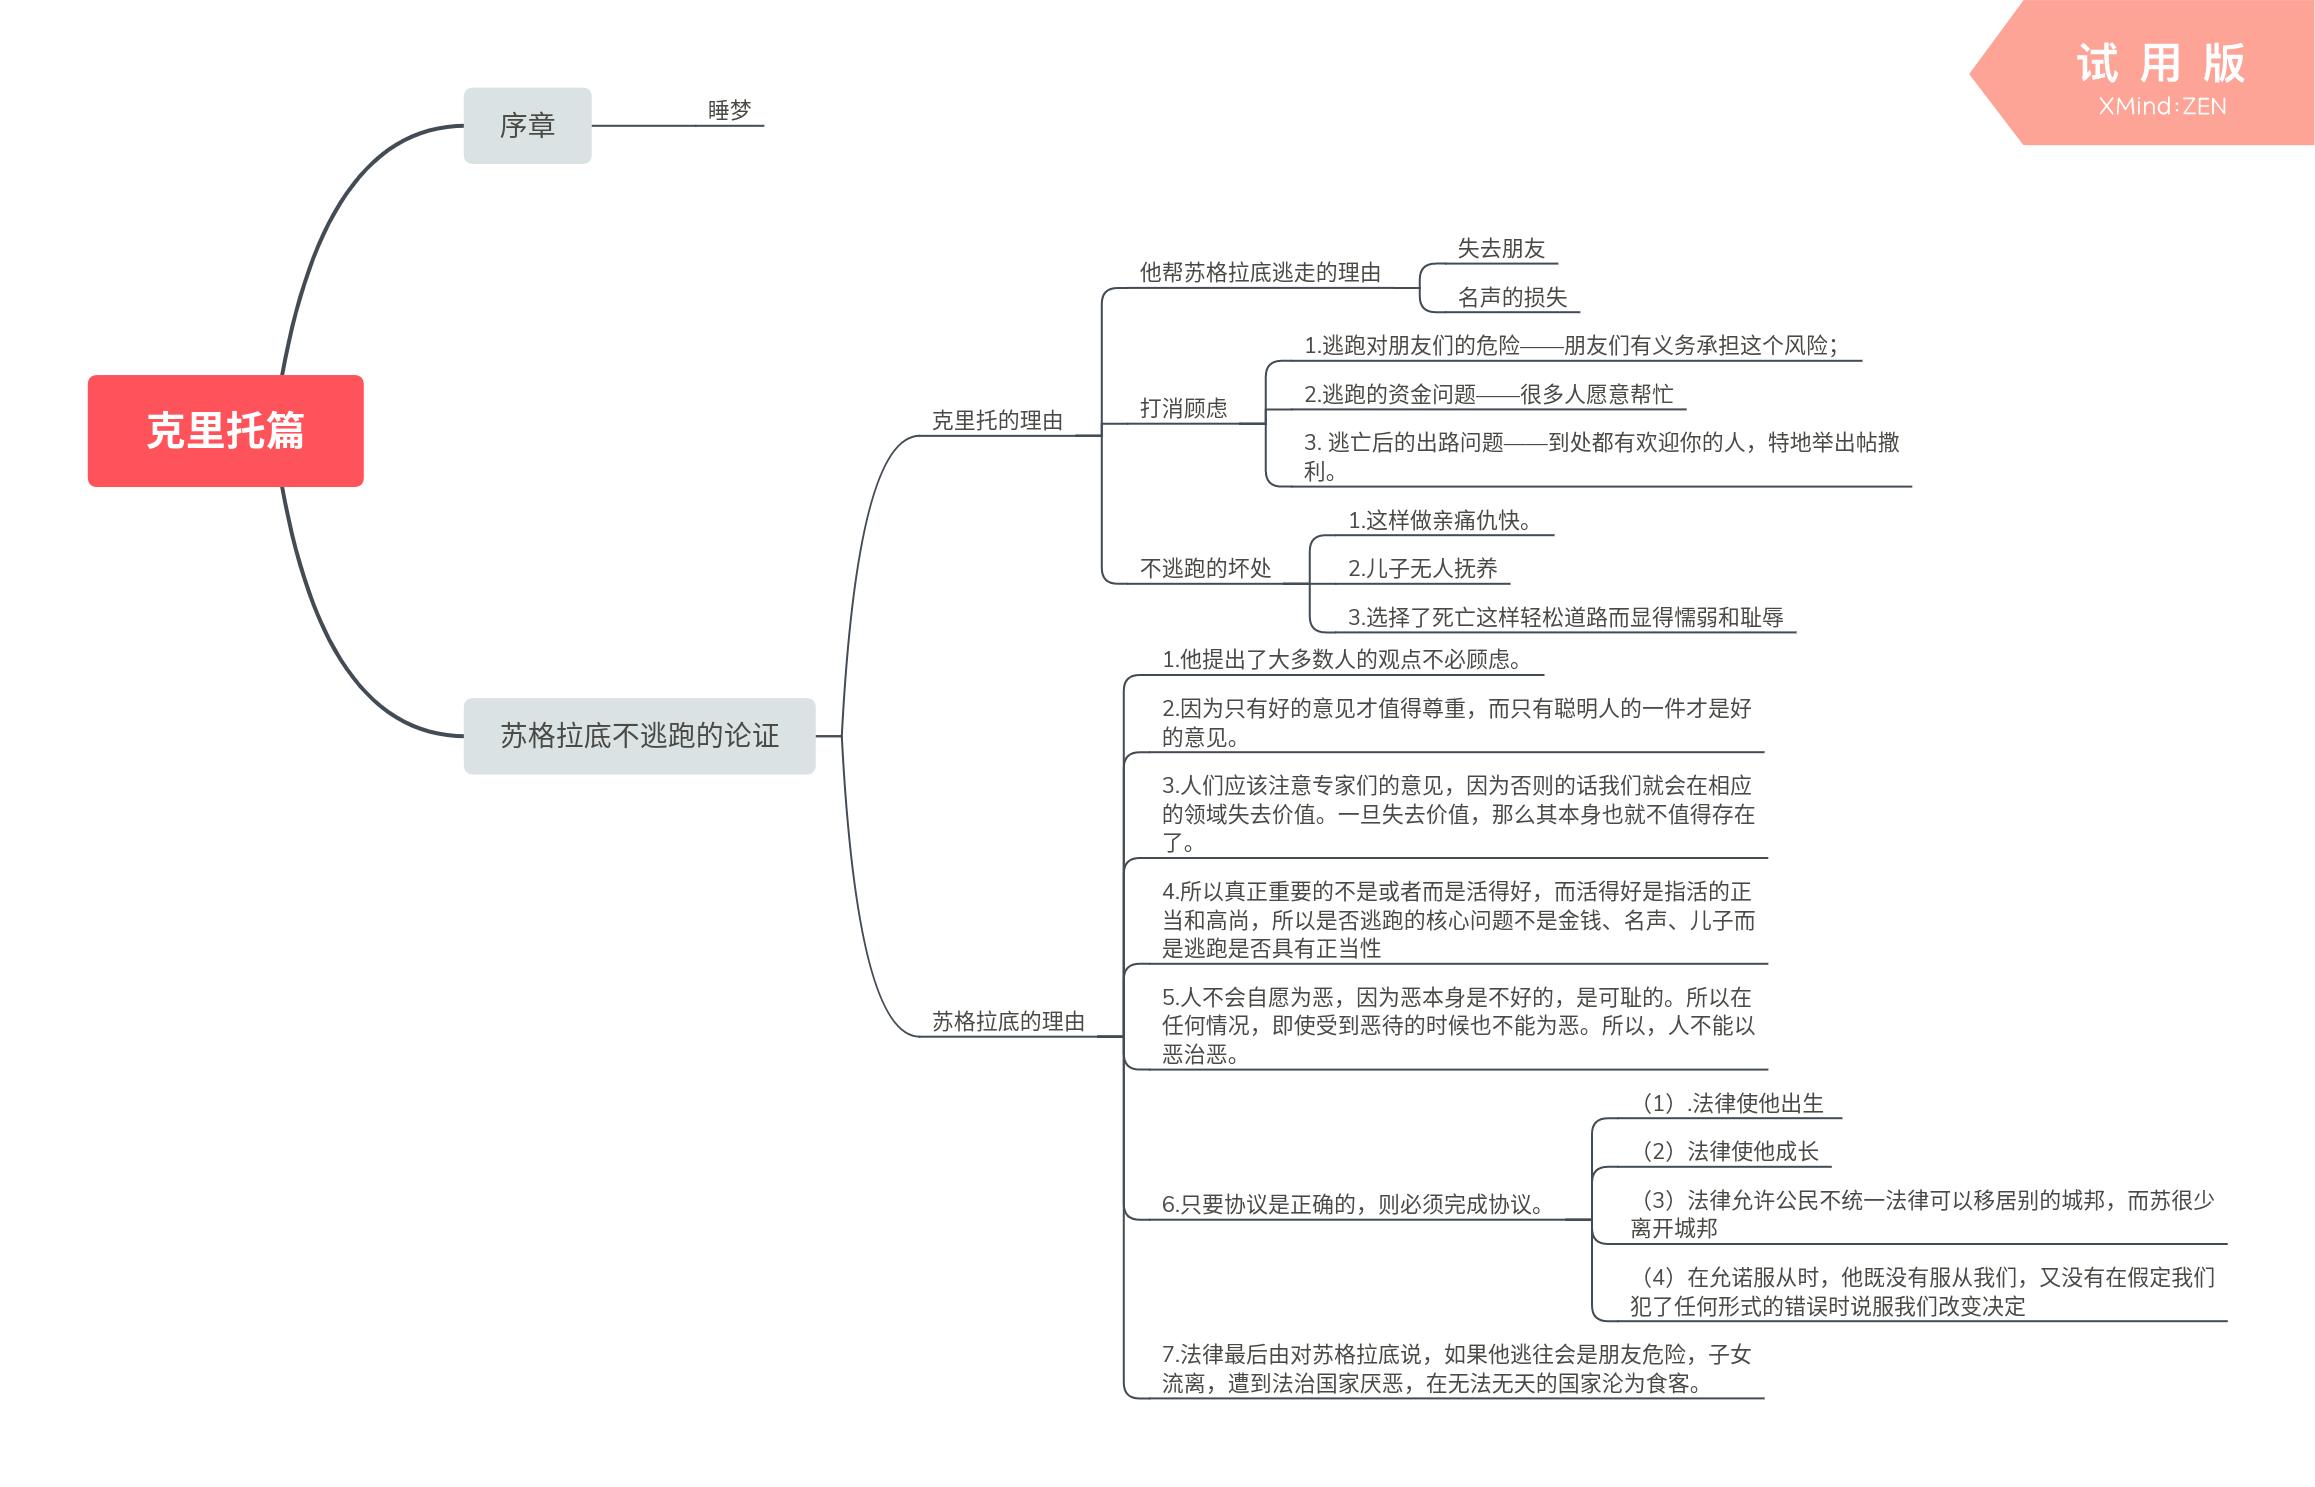 试用版
XMind:ZEN
克里托篇
序章
睡梦
苏格拉底不逃跑的论证
克里托的理由
他帮苏格拉底逃走的理由
失去朋友
名声的损失
打消顾虑
1.逃跑对朋友们的危险——朋友们有义务承担这个风险；
2.逃跑的资金问题——很多人愿意帮忙
3. 逃亡后的出路问题——到处都有欢迎你的人，特地举出帖撒
利。
不逃跑的坏处
1.这样做亲痛仇快。
2.儿子无人抚养
3.选择了死亡这样轻松道路而显得懦弱和耻辱
苏格拉底的理由
1.他提出了大多数人的观点不必顾虑。
2.因为只有好的意见才值得尊重，而只有聪明人的一件才是好
的意见。
3.人们应该注意专家们的意见，因为否则的话我们就会在相应
的领域失去价值。一旦失去价值，那么其本身也就不值得存在
了。
4.所以真正重要的不是或者而是活得好，而活得好是指活的正
当和高尚，所以是否逃跑的核心问题不是金钱、名声、儿子而
是逃跑是否具有正当性
5.人不会自愿为恶，因为恶本身是不好的，是可耻的。所以在
任何情况，即使受到恶待的时候也不能为恶。所以，人不能以
恶治恶。
6.只要协议是正确的，则必须完成协议。
（1）.法律使他出生
（2）法律使他成长
（3）法律允许公民不统一法律可以移居别的城邦，而苏很少
离开城邦
（4）在允诺服从时，他既没有服从我们，又没有在假定我们
犯了任何形式的错误时说服我们改变决定
7.法律最后由对苏格拉底说，如果他逃往会是朋友危险，子女
流离，遭到法治国家厌恶，在无法无天的国家沦为食客。